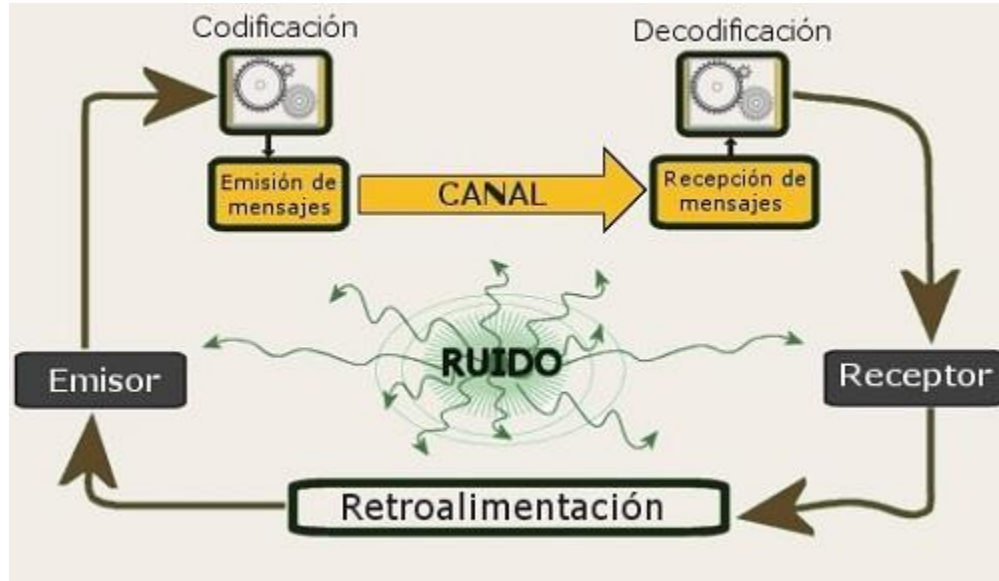 Codificación
Decodificación
Emisión de
mensajes
CANAL
Recepción de
mensajes
RUIDO
Emisor
Receptor
Retroalimentación